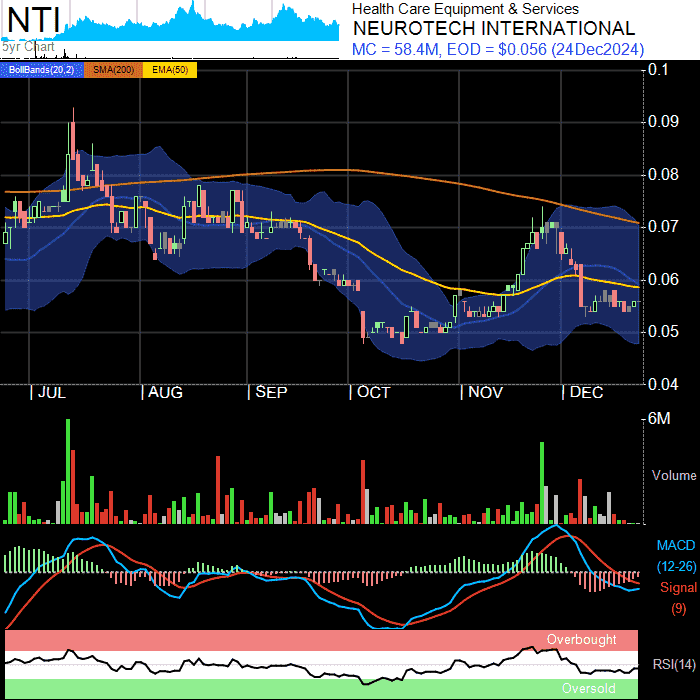 NTI
5yr Chart
Health Care Equipment & Services
NEUROTECH INTERNATIONAL
MC = 58.4M, EOD = $0.056 (24Dec2024)
BollBands(20,2) SMA(200) EMA(50)
0.1
0.09
0.08
0.07
0.06
0.05
0.04
JUL AUG SEP OCT NOV DEC
6M
Volume
MACD
(12-26)
Signal
(9)
Overbought
RSI(14)
Oversold